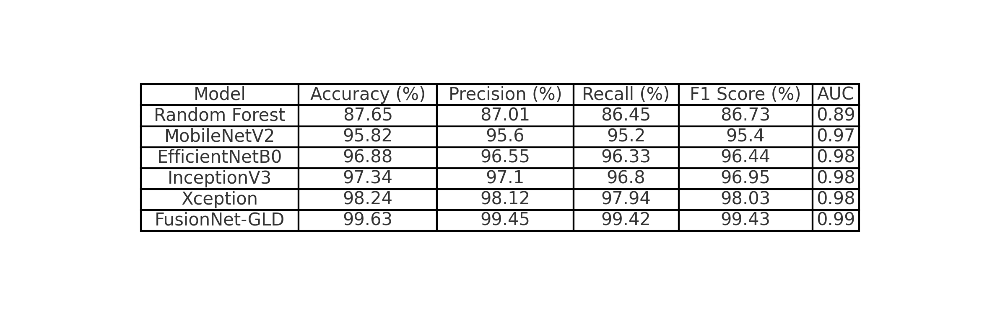 Model Accuracy (%) Precision (%) Recall (%) F1 Score (%) AUC
Random Forest 87.65 87.01 86.45 86.73 0.89
MobileNetV2 95.82 95.6 95.2 95.4 0.97
EfficientNetB0 96.88 96.55 96.33 96.44 0.98
InceptionV3 97.34 97.1 96.8 96.95 0.98
Xception 98.24 98.12 97.94 98.03 0.98
FusionNet-GLD 99.63 99.45 99.42 99.43 0.99